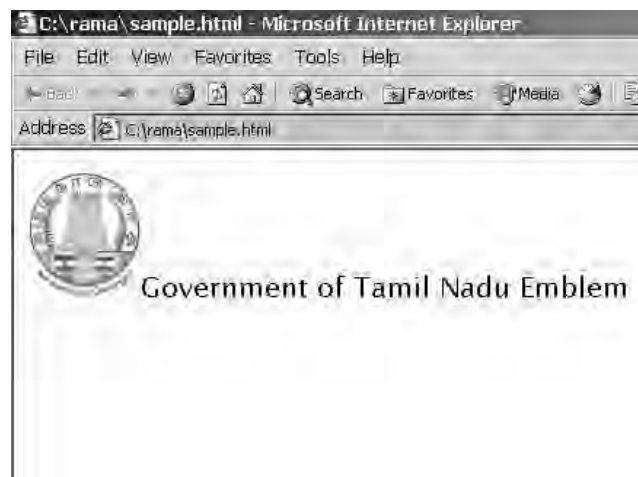 C:\rama\sample.html - Microsoft Internet Explorer
File Edit View Favorites Tools Help
Back Search Favorites Media
Address C:\rama\sample.html
Government of Tamil Nadu Emblem